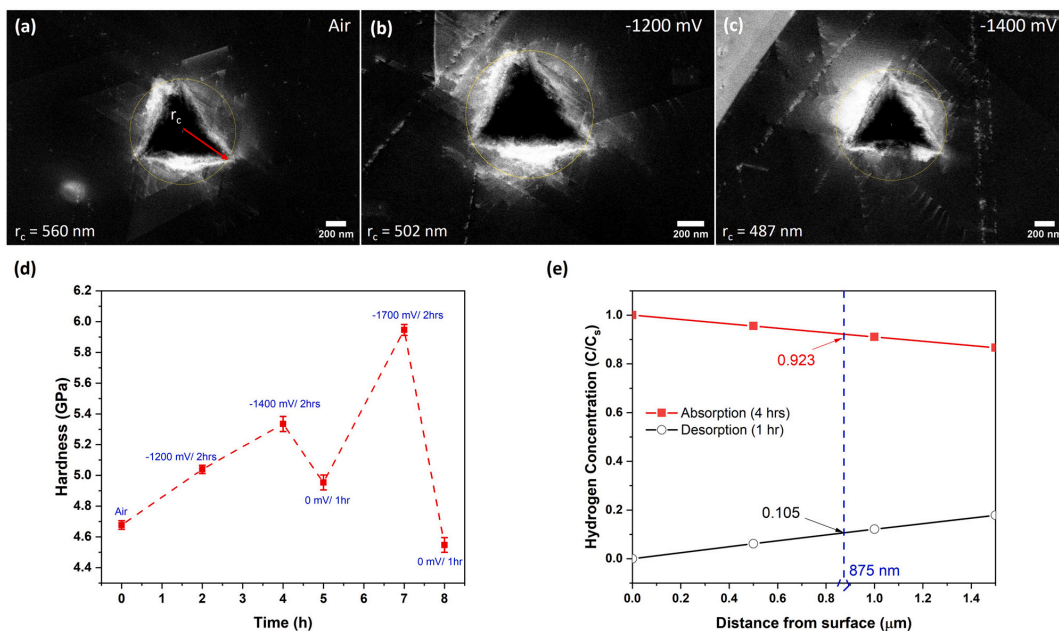 (a)
Air
r_c
r_c = 560 nm
200 nm
(b)
-1200 mV
r_c = 502 nm
200 nm
(c)
-1400 mV
r_c = 487 nm
200 nm
(d)
6.2
6.0
5.8
5.6
5.4
5.2
5.0
4.8
4.6
4.4
Hardness (GPa)
Air
-1200 mV/ 2hrs
-1400 mV/ 2hrs
0 mV/ 1hr
-1700 mV/ 2hrs
0 mV/ 1hr
0
1
2
3
4
5
6
7
8
Time (h)
(e)
1.0
0.8
0.6
0.4
0.2
0.0
Hydrogen Concentration (C/C_s)
0.923
Absorption (4 hrs)
Desorption (1 hr)
0.105
875 nm
0.0
0.2
0.4
0.6
0.8
1.0
1.2
1.4
Distance from surface (μm)